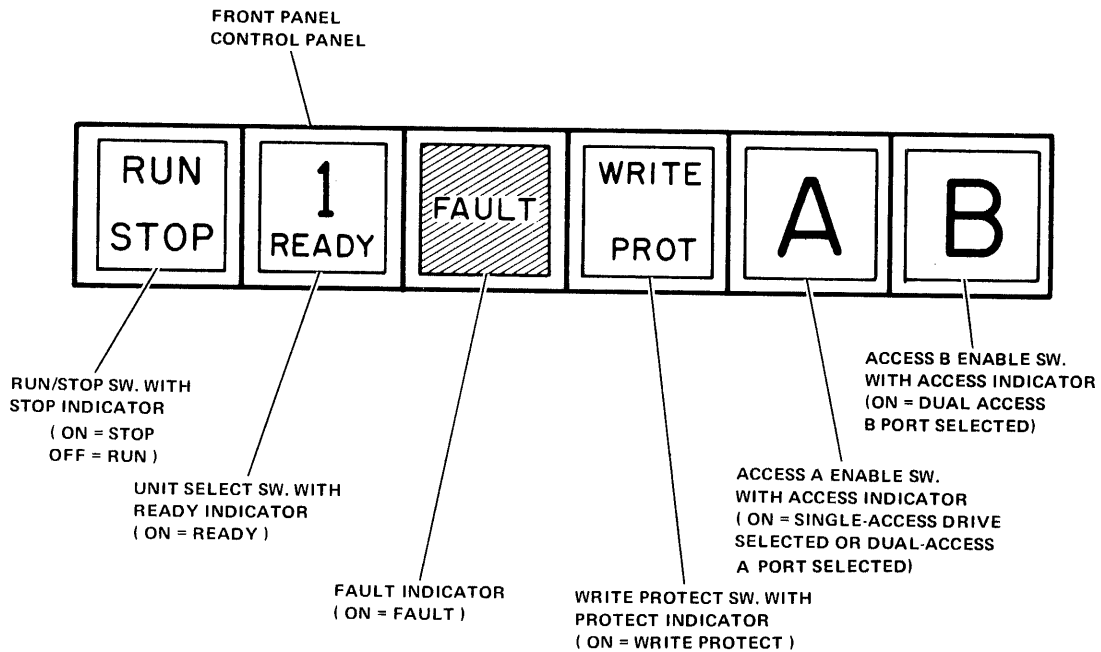 FRONT PANEL
CONTROL PANEL
RUN
STOP
1
READY
FAULT
WRITE
PROT
A
B
RUN/STOP SW. WITH
STOP INDICATOR
( ON = STOP
OFF = RUN )
UNIT SELECT SW. WITH
READY INDICATOR
( ON = READY )
FAULT INDICATOR
( ON = FAULT )
WRITE PROTECT SW. WITH
PROTECT INDICATOR
( ON = WRITE PROTECT )
ACCESS A ENABLE SW.
WITH ACCESS INDICATOR
( ON = SINGLE-ACCESS DRIVE
SELECTED OR DUAL-ACCESS
A PORT SELECTED)
ACCESS B ENABLE SW.
WITH ACCESS INDICATOR
(ON = DUAL ACCESS
B PORT SELECTED)